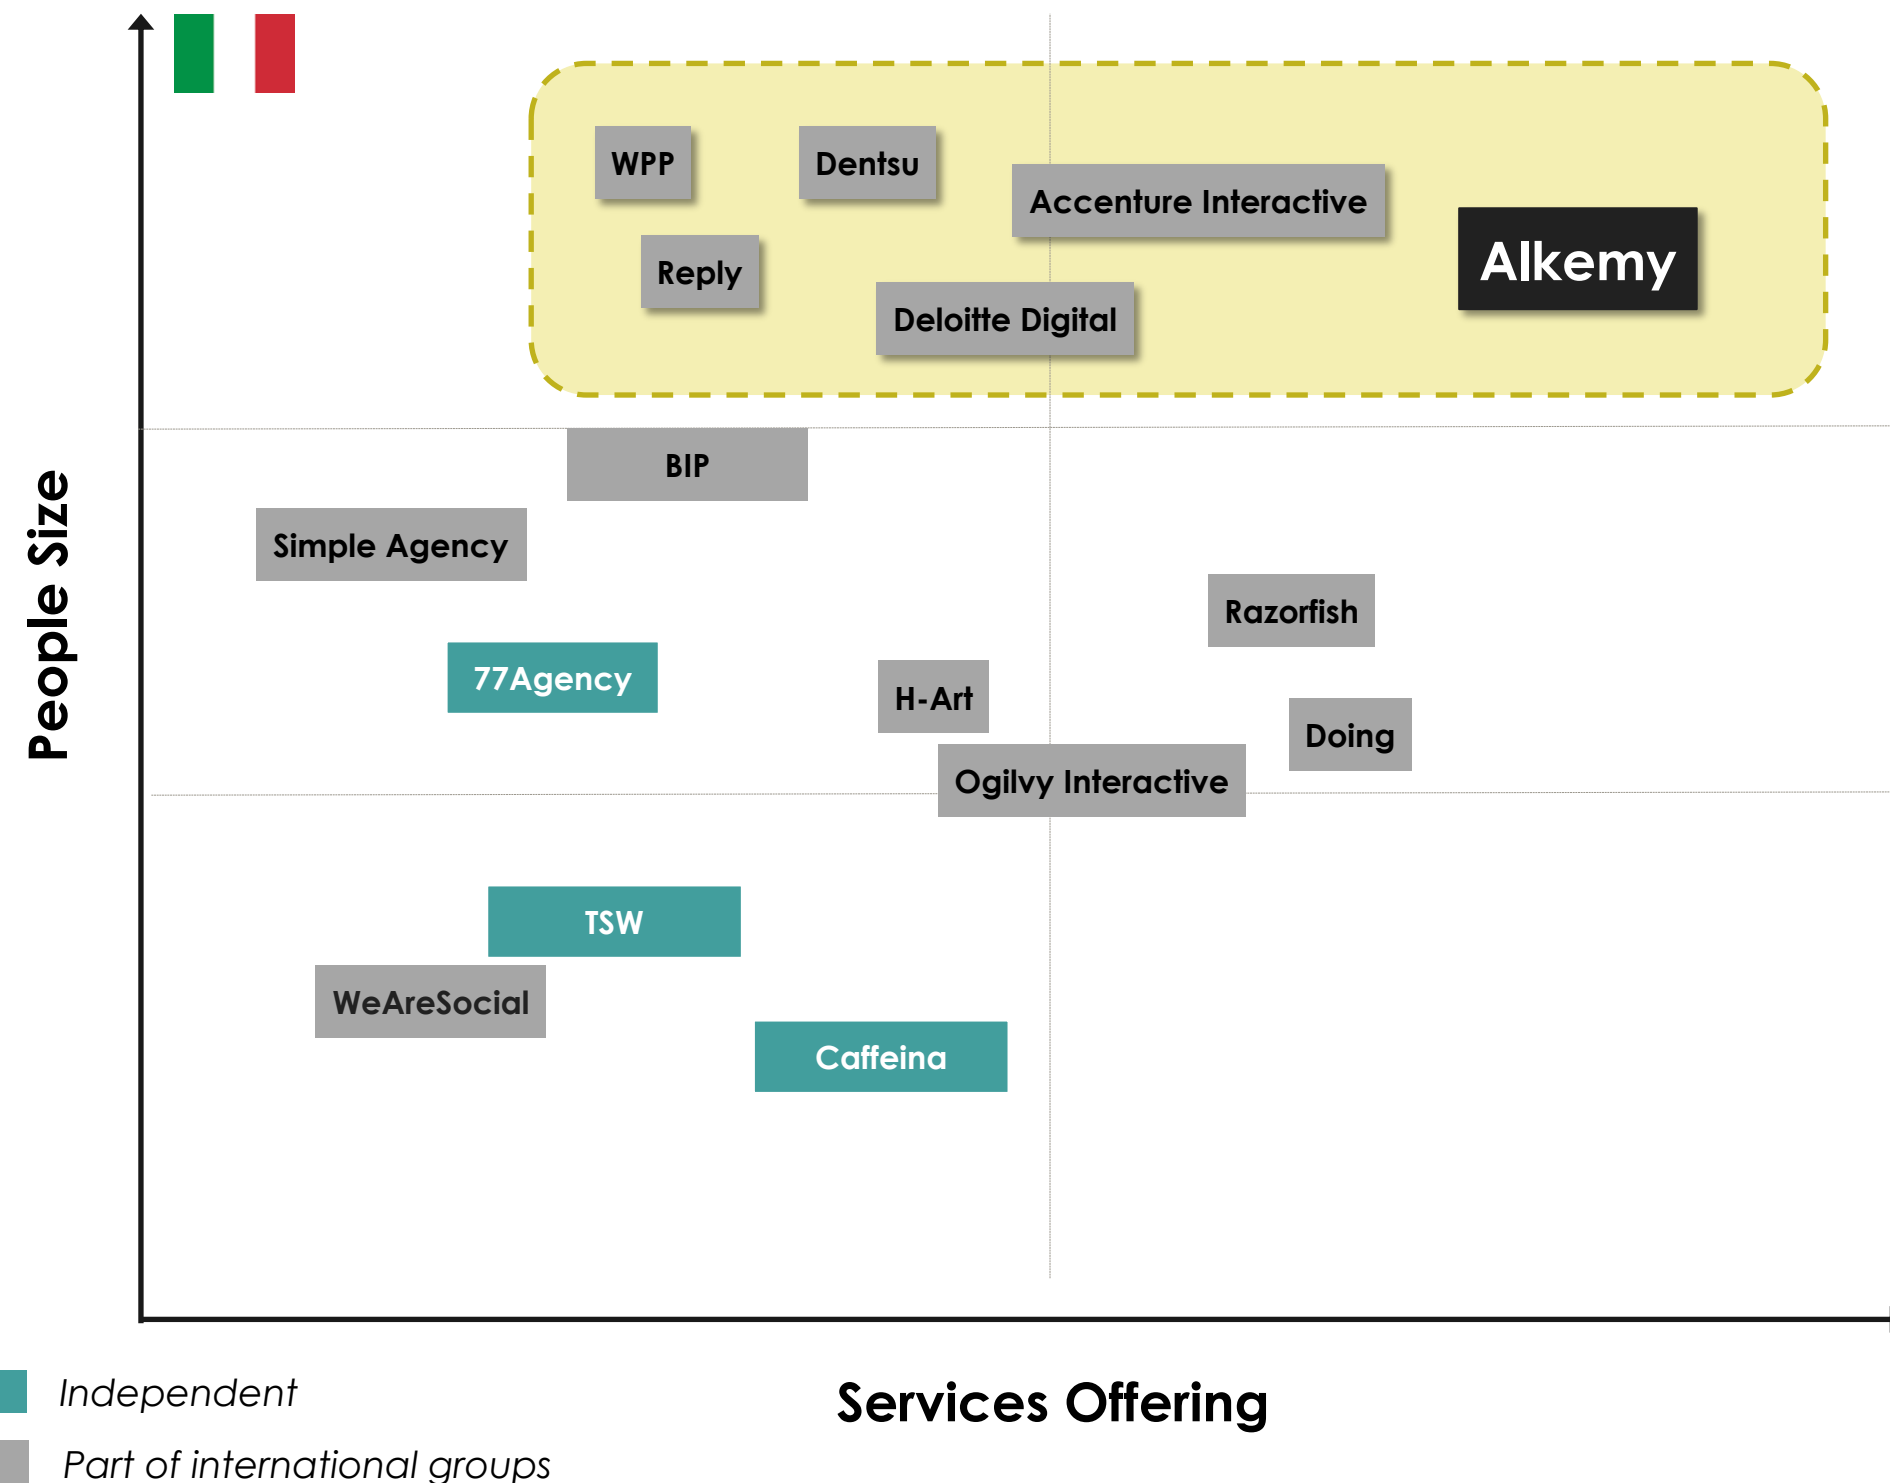 WPP
Dentsu
Accenture Interactive
Alkemy
Reply
Deloitte Digital
BIP
Simple Agency
Razorfish
77Agency
H-Art
Doing
Ogilvy Interactive
People Size
TSW
WeAreSocial
Caffeina
Services Offering
Independent
Part of international groups